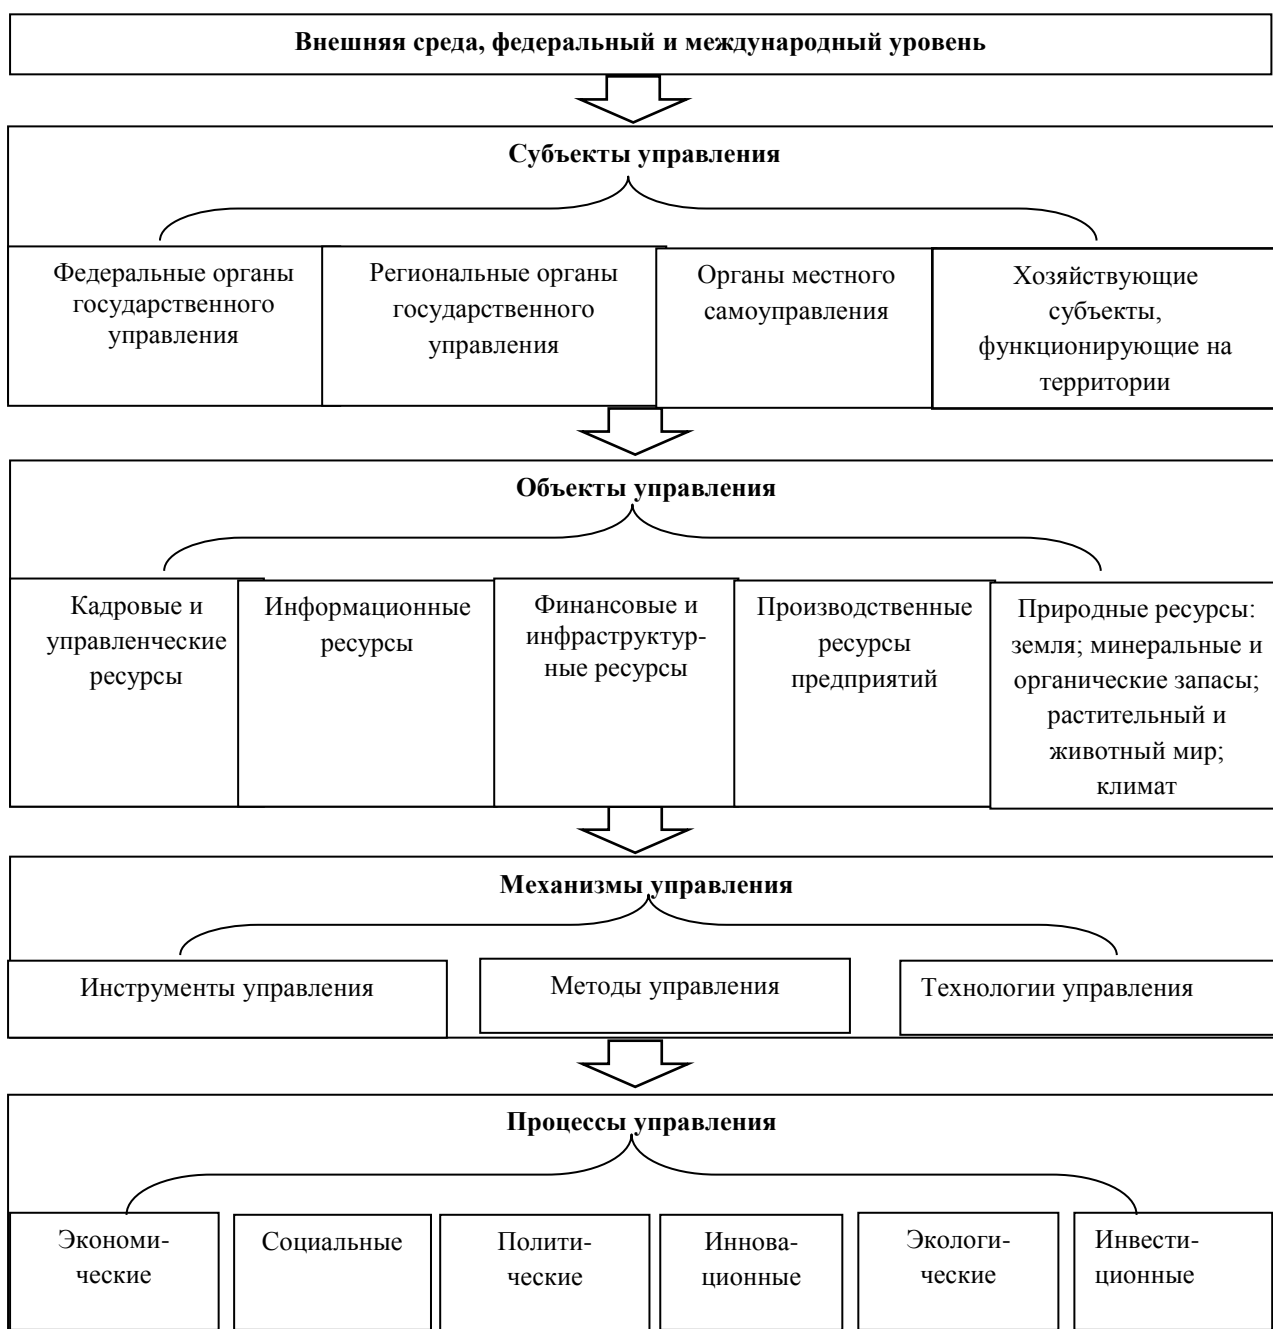 Внешняя среда, федеральный и международный уровень
Субъекты управления
Федеральные органы
государственного
управления
Региональные органы
государственного
управления
Органы местного
самоуправления
Хозяйствующие
субъекты,
функционирующие на
территории
Объекты управления
Кадровые и
управленческие
ресурсы
Информационные
ресурсы
Финансовые и
инфраструктур-
ные ресурсы
Производственные
ресурсы
предприятий
Природные ресурсы:
земля; минеральные и
органические запасы;
растительный и
животный мир;
климат
Механизмы управления
Инструменты управления
Методы управления
Технологии управления
Процессы управления
Экономи-
ческие
Социальные
Полити-
ческие
Иннова-
ционные
Экологи-
ческие
Инвести-
ционные